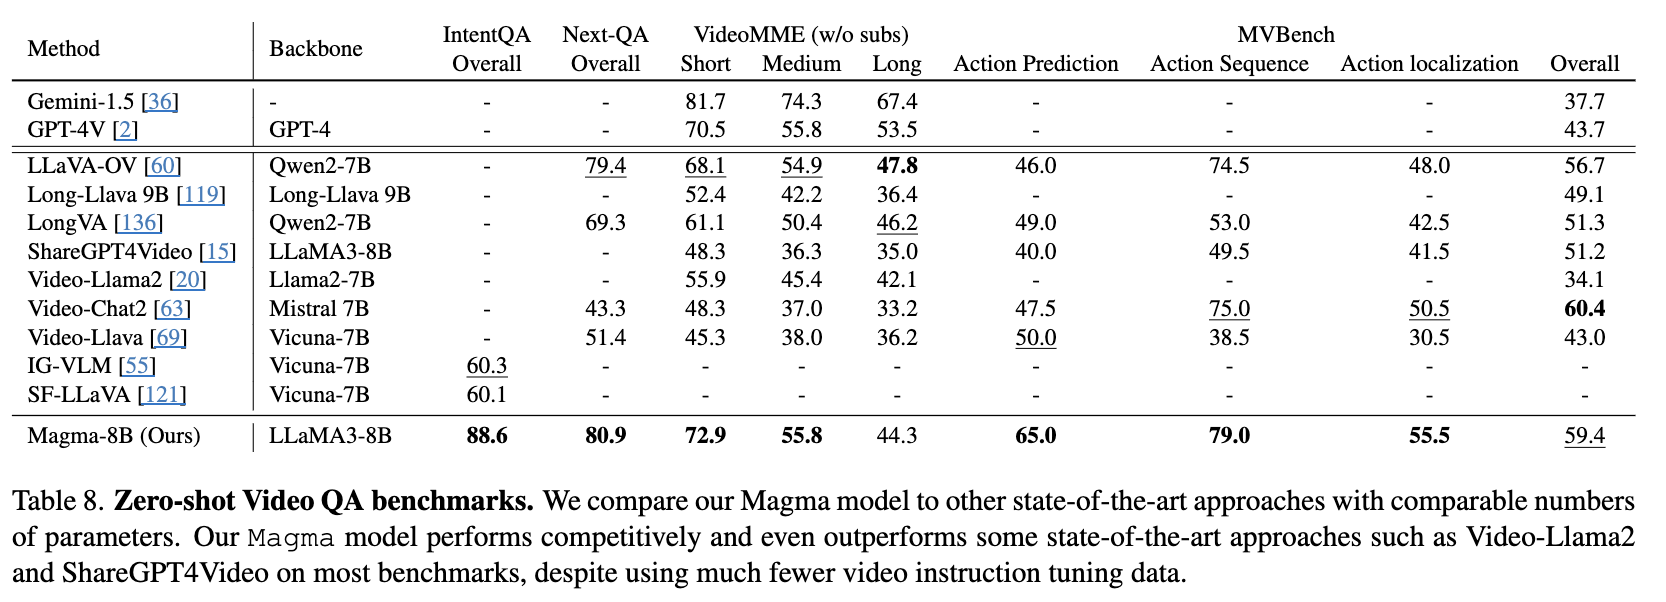 Method Backbone IntentQA Next-QA VideoMME (w/o subs) MVBench
Overall Overall Short Medium Long Action Prediction Action Sequence Action localization Overall
Gemini-1.5 [36] - - - 81.7 74.3 67.4 - - - 37.7
GPT-4V [2] GPT-4 - - 70.5 55.8 53.5 - - - 43.7
LLaVA-OV [60] Qwen2-7B - 79.4 68.1 54.9 47.8 46.0 74.5 48.0 56.7
Long-Llava 9B [119] Long-Llava 9B - - 52.4 42.2 36.4 - - - 49.1
LongVA [136] Qwen2-7B - 69.3 61.1 50.4 46.2 49.0 53.0 42.5 51.3
ShareGPT4Video [15] LLaMA3-8B - - 48.3 36.3 35.0 40.0 49.5 41.5 51.2
Video-Llama2 [20] Llama2-7B - - 55.9 45.4 42.1 - - - 34.1
Video-Chat2 [63] Mistral 7B - 43.3 48.3 37.0 33.2 47.5 75.0 50.5 60.4
Video-Llava [69] Vicuna-7B - 51.4 45.3 38.0 36.2 50.0 38.5 30.5 43.0
IG-VLM [55] Vicuna-7B 60.3 - - - - - - - -
SF-LLaVA [121] Vicuna-7B 60.1 - - - - - - - -
Magma-8B (Ours) LLaMA3-8B 88.6 80.9 72.9 55.8 44.3 65.0 79.0 55.5 59.4
Table 8. Zero-shot Video QA benchmarks. We compare our Magma model to other state-of-the-art approaches with comparable numbers
of parameters. Our Magma model performs competitively and even outperforms some state-of-the-art approaches such as Video-Llama2
and ShareGPT4Video on most benchmarks, despite using much fewer video instruction tuning data.